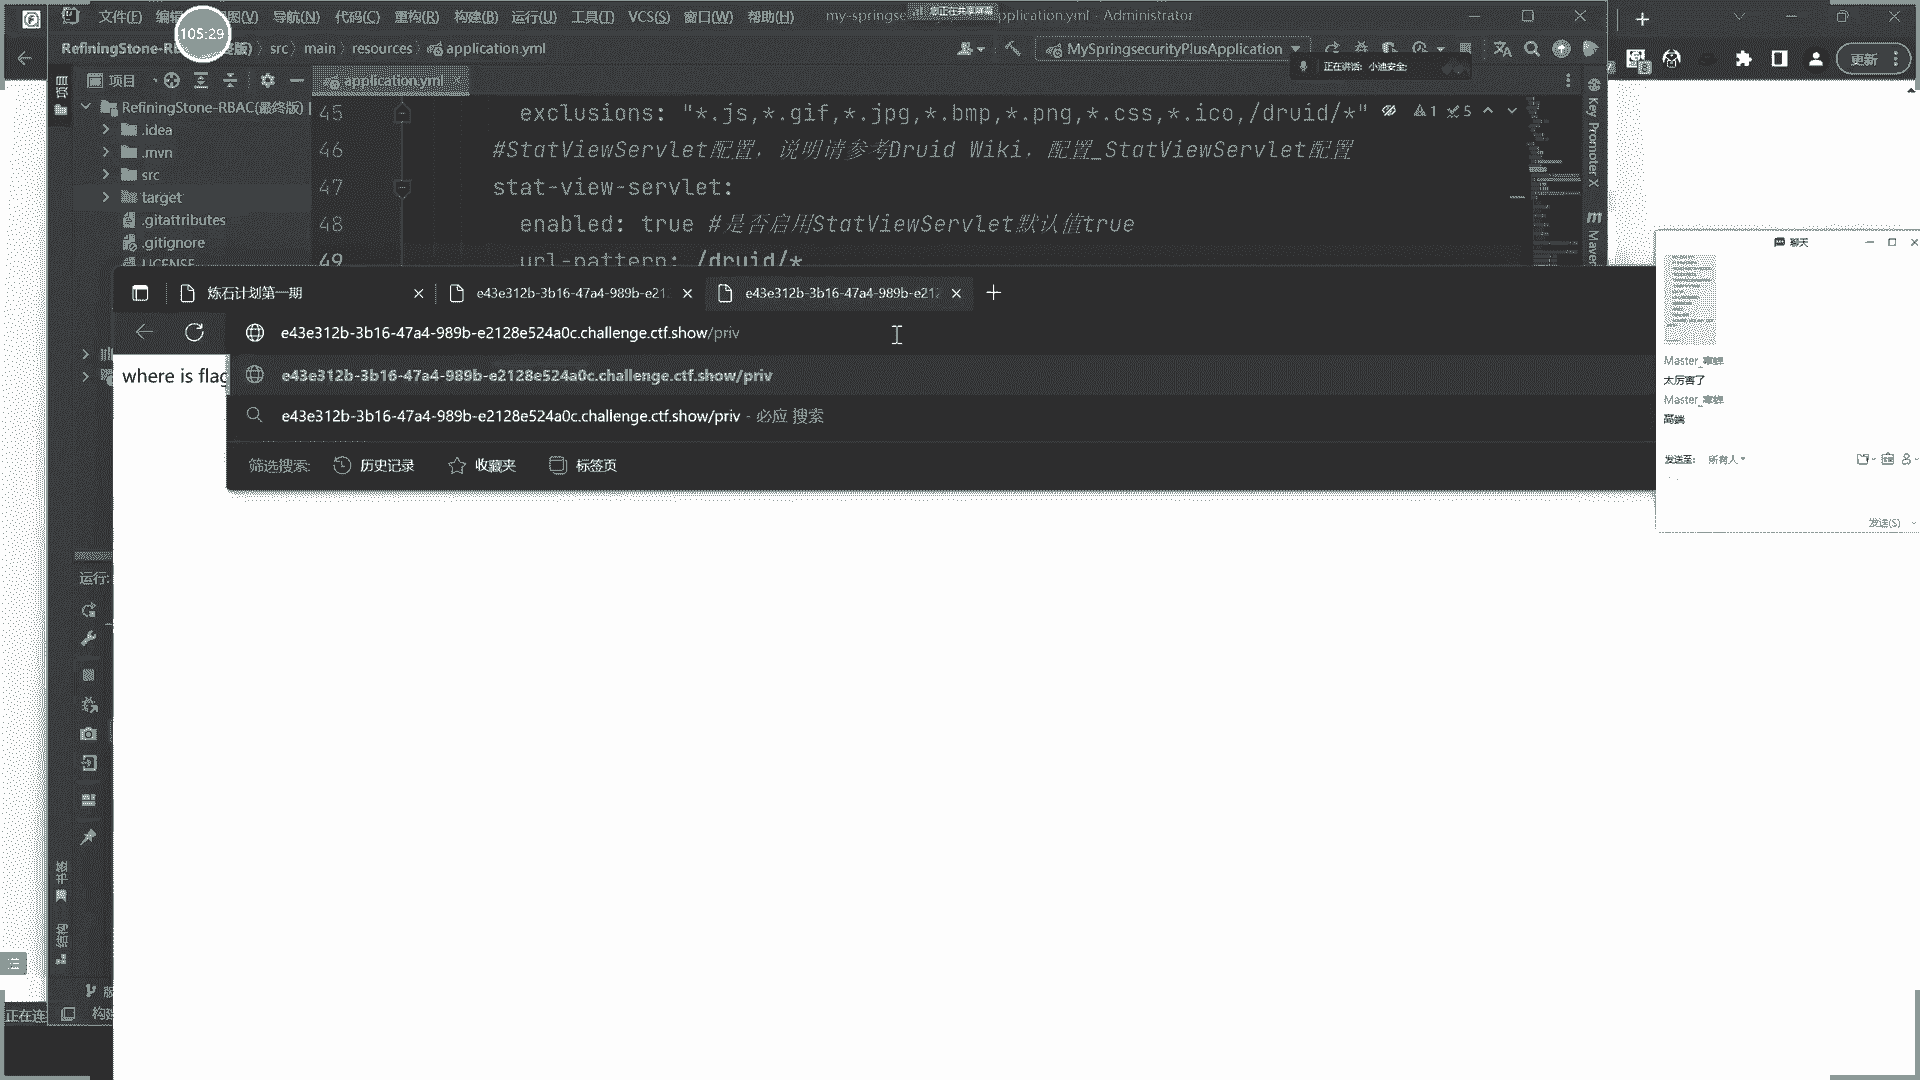 文件(F) 编辑 视图(V) 导航(N) 代码(C) 重构(R) 构建(B) 运行(U) 工具(T) VCS(S) 窗口(W) 帮助(H) 您正在共享屏幕 application.yml - Administrator
105:29
src main resources application.yml
MySpringsecurityPlusApplication
更新
正在讲话: 小迪安全;
项目
application.yml
RefiningStone-RBAC(最终版)
.idea
.mvn
src
target
.gitattributes
.gitignore
LICENSE
45 exclusions: "*.js,*.gif,*.jpg,*.bmp,*.png,*.css,*.ico,/druid/*" 1 5
46 #StatViewServlet配置，说明请参考Druid Wiki，配置_StatViewServlet配置
47 stat-view-servlet:
48 enabled: true #是否启用StatViewServlet默认值true
49 url-pattern: /druid/*
Key Promoter X
Maven
炼石计划第一期
e43e312b-3b16-47a4-989b-e21
e43e312b-3b16-47a4-989b-e212
e43e312b-3b16-47a4-989b-e2128e524a0c.challenge.ctf.show/priv
where is flag
e43e312b-3b16-47a4-989b-e2128e524a0c.challenge.ctf.show/priv
e43e312b-3b16-47a4-989b-e2128e524a0c.challenge.ctf.show/priv - 必应 搜索
筛选搜索: 历史记录 收藏夹 标签页
聊天
太厉害了
高端
发送至: 所有人
发送(S)
运行:
书签
结构
正在连
构建